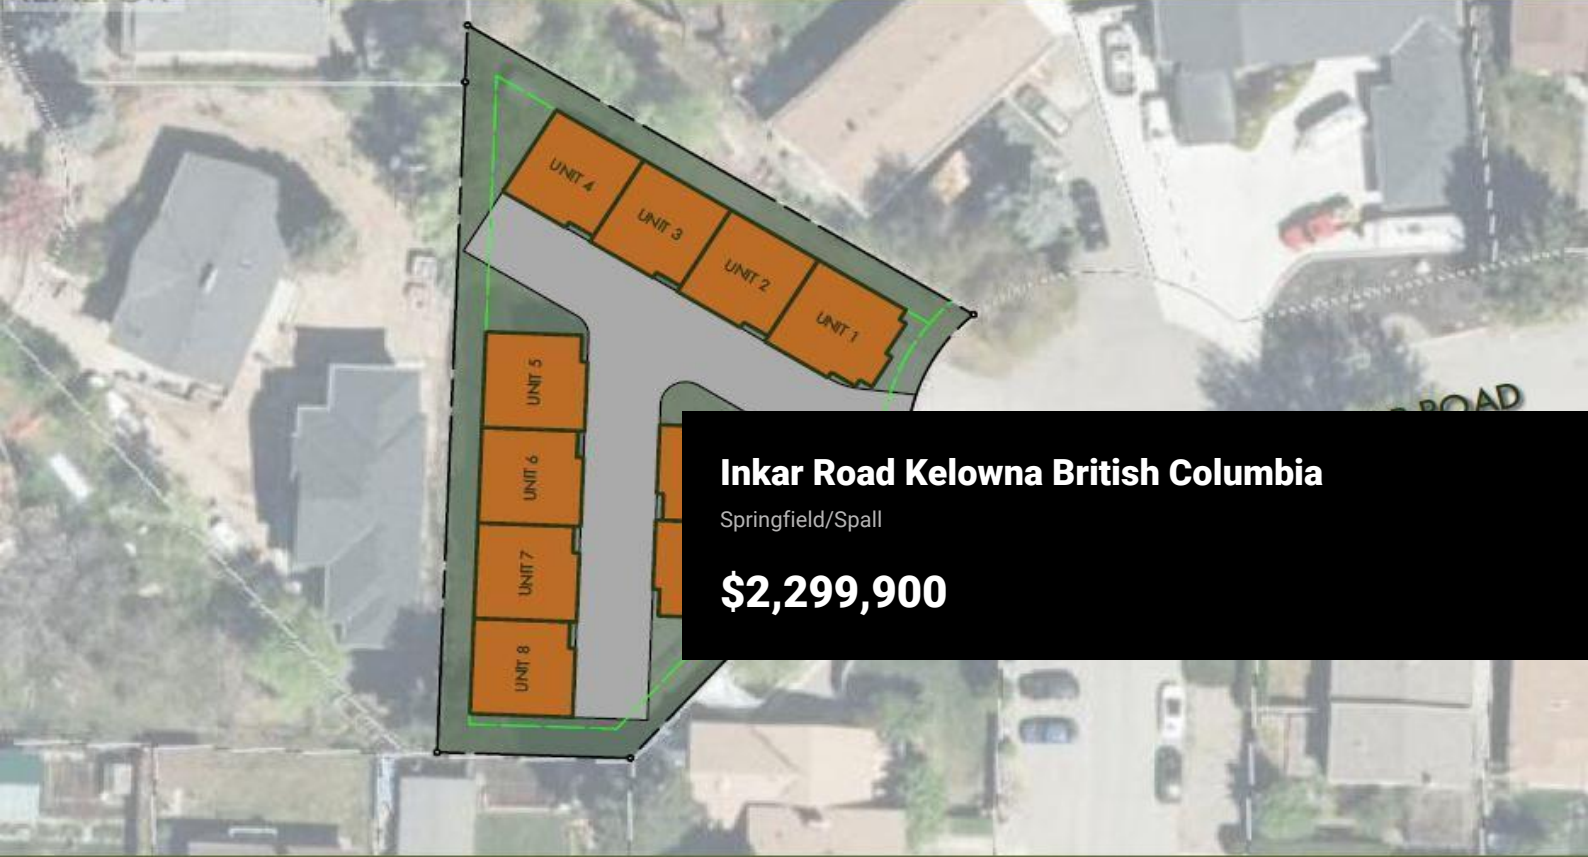 UNIT 4
UNIT 3
UNIT 2
UNIT 1
UNIT 5
UNIT 6
UNIT 7
UNIT 8
ROAD
Inkar Road Kelowna British Columbia
Springfield/Spall
$2,299,900